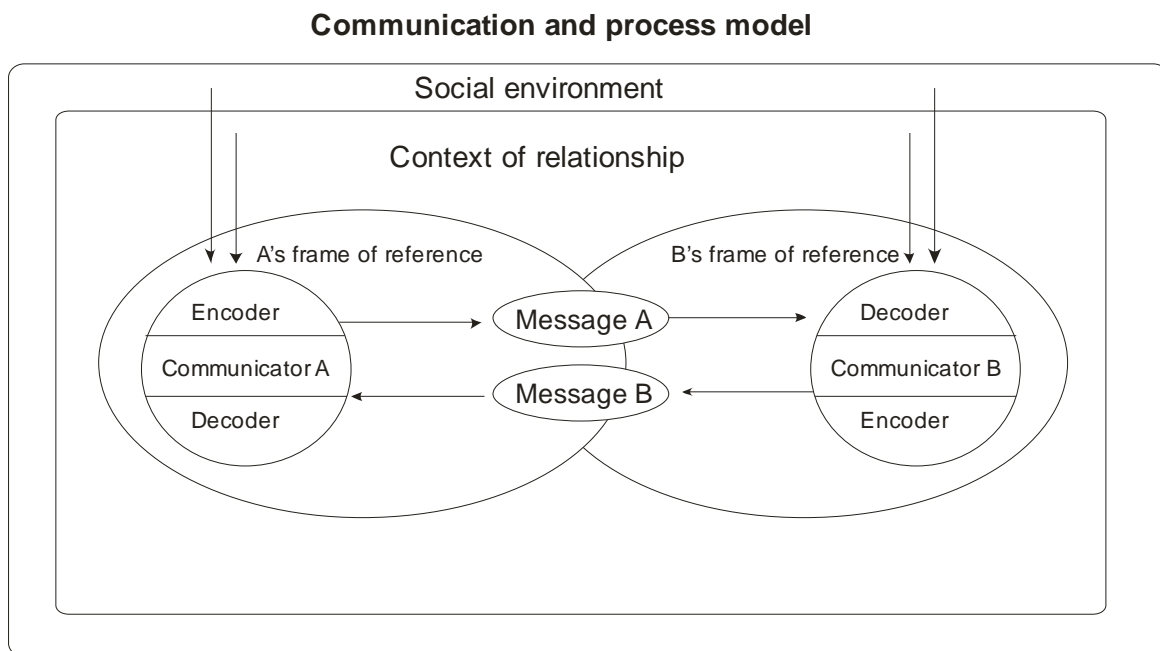 Communication and process model
Social environment
Context of relationship
A's frame of reference
B's frame of reference
Encoder
Communicator A
Decoder
Message A
Message B
Decoder
Communicator B
Encoder